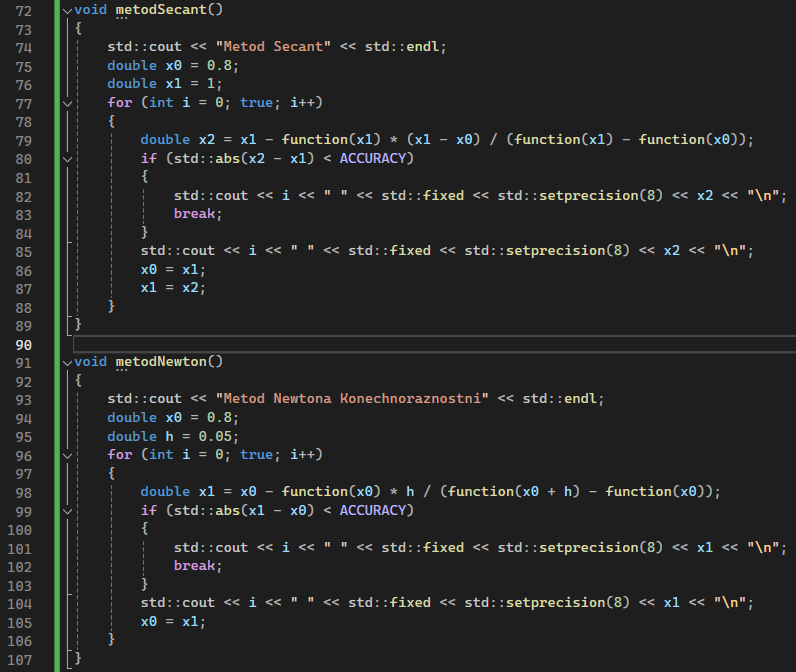 72 void metodSecant()
73 {
74 std::cout << "Metod Secant" << std::endl;
75 double x0 = 0.8;
76 double x1 = 1;
77 for (int i = 0; true; i++)
78 {
79 double x2 = x1 - function(x1) * (x1 - x0) / (function(x1) - function(x0));
80 if (std::abs(x2 - x1) < ACCURACY)
81 {
82 std::cout << i << " " << std::fixed << std::setprecision(8) << x2 << "\n";
83 break;
84 }
85 std::cout << i << " " << std::fixed << std::setprecision(8) << x2 << "\n";
86 x0 = x1;
87 x1 = x2;
88 }
89 }
90
91 void metodNewton()
92 {
93 std::cout << "Metod Newtona Konechnoraznostni" << std::endl;
94 double x0 = 0.8;
95 double h = 0.05;
96 for (int i = 0; true; i++)
97 {
98 double x1 = x0 - function(x0) * h / (function(x0 + h) - function(x0));
99 if (std::abs(x1 - x0) < ACCURACY)
100 {
101 std::cout << i << " " << std::fixed << std::setprecision(8) << x1 << "\n";
102 break;
103 }
104 std::cout << i << " " << std::fixed << std::setprecision(8) << x1 << "\n";
105 x0 = x1;
106 }
107 }